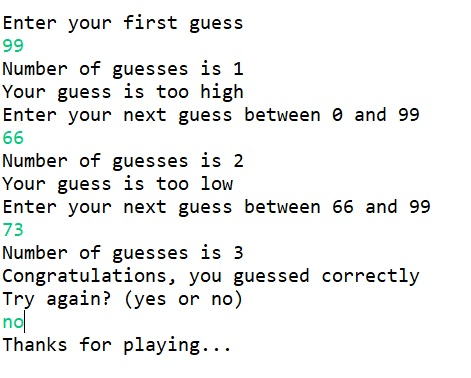 Enter your first guess
99
Number of guesses is 1
Your guess is too high
Enter your next guess between 0 and 99
66
Number of guesses is 2
Your guess is too low
Enter your next guess between 66 and 99
73
Number of guesses is 3
Congratulations, you guessed correctly
Try again? (yes or no)
no
Thanks for playing...